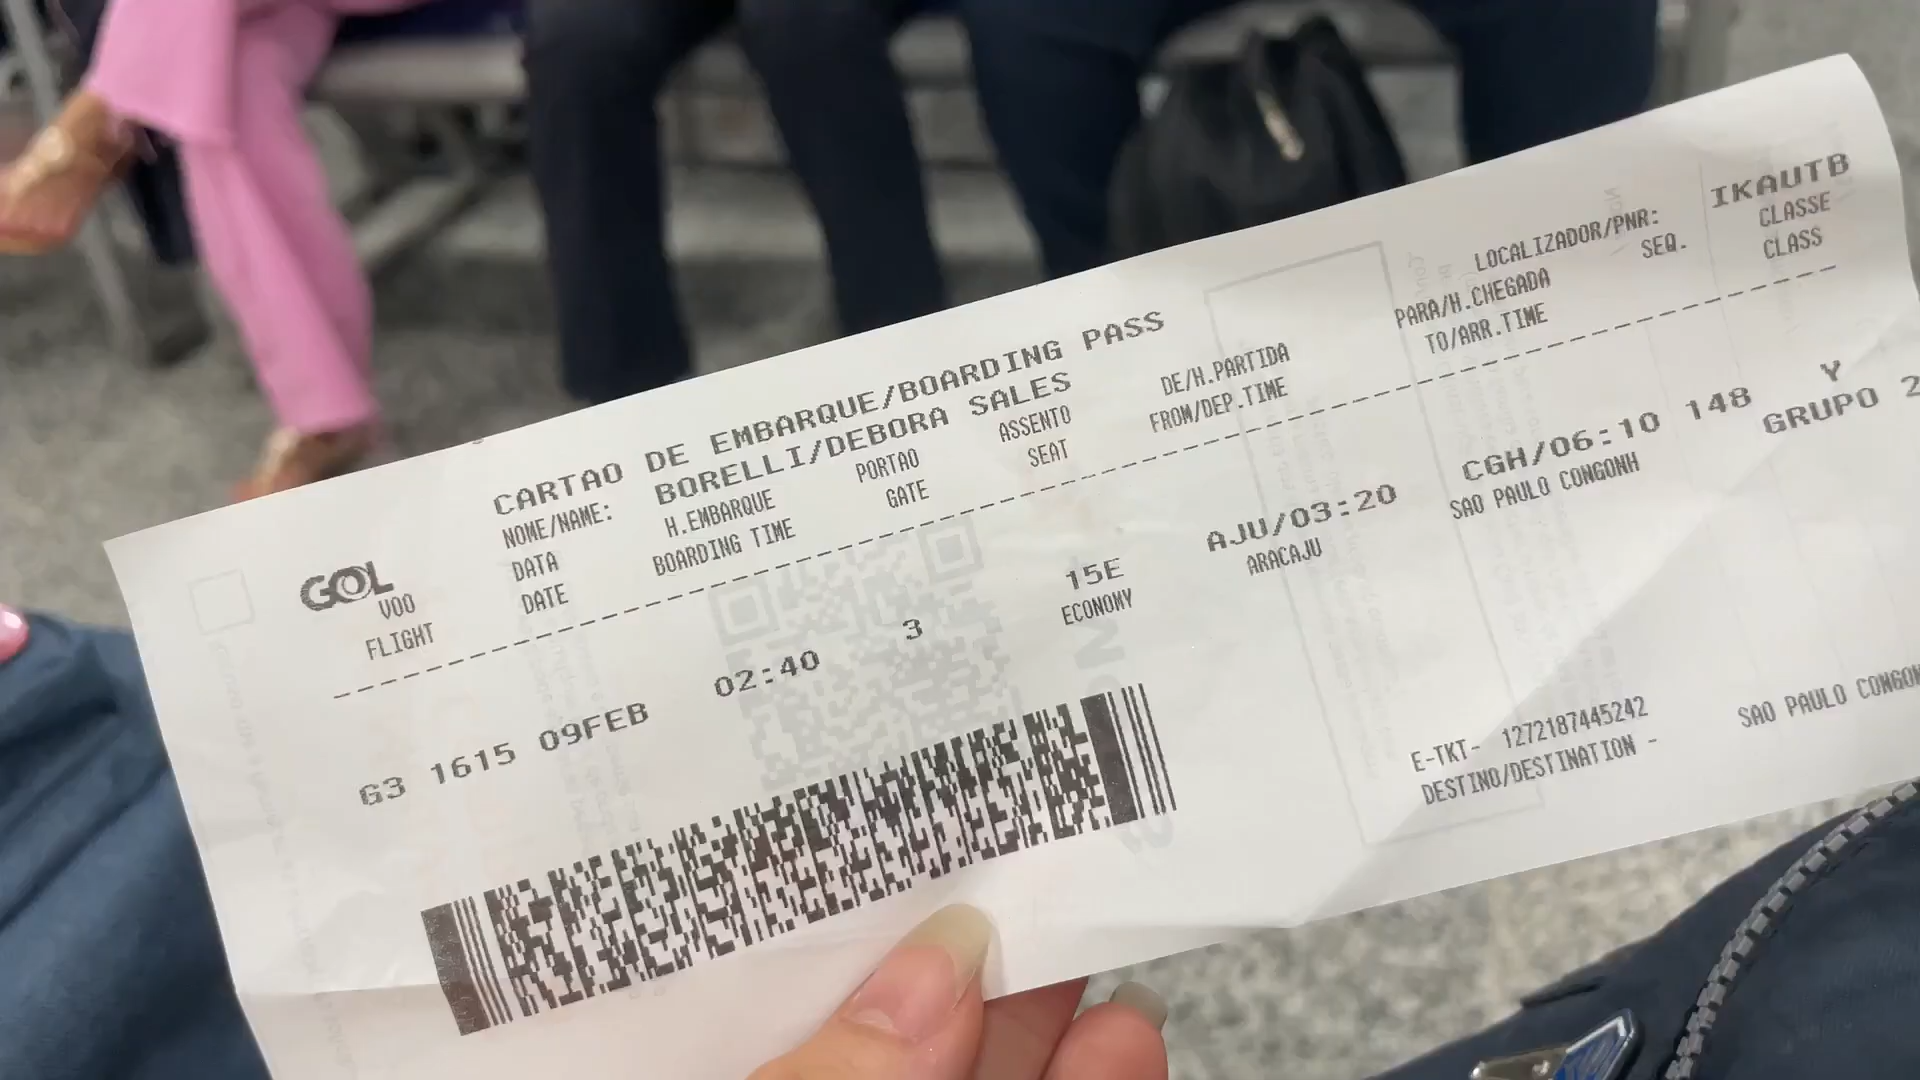 CARTAO DE EMBARQUE/BOARDING PASS
LOCALIZADOR/PNR: IKAUTB
NOME/NAME: BORELLI/DEBORA SALES
GOL
VOO DATA H.EMBARQUE PORTAO ASSENTO DE/H.PARTIDA PARA/H.CHEGADA SEQ. CLASSE
FLIGHT DATE BOARDING TIME GATE SEAT FROM/DEP.TIME TO/ARR.TIME CLASS
G3 1615 09FEB 02:40 3 15E AJU/03:20 CGH/06:10 148 Y
ECONOMY ARACAJU SAO PAULO CONGONH GRUPO 2
E-TKT- 1272187445242
DESTINO/DESTINATION - SAO PAULO CONGON